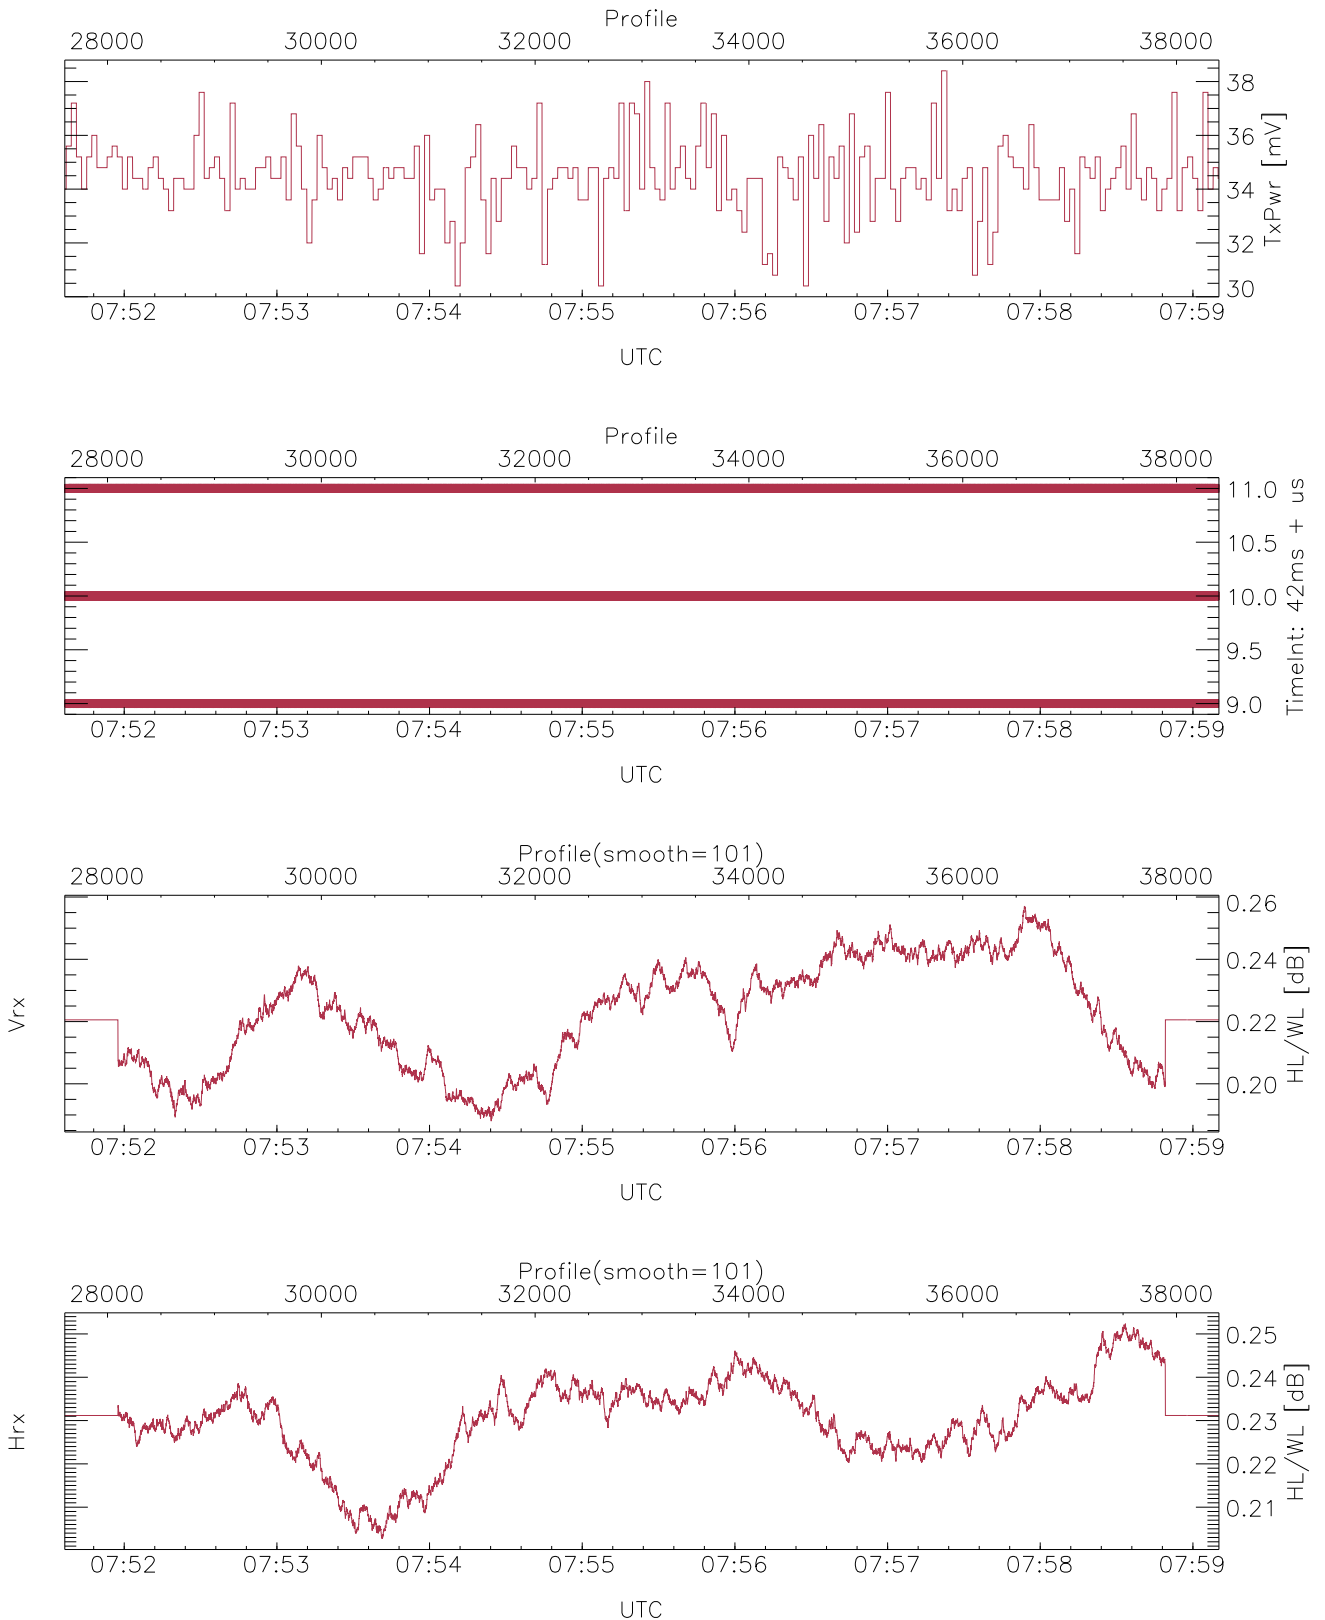 Profile
28000 30000 32000 34000 36000 38000
38
36
34
32
30
TxPwr [mV]
07:52 07:53 07:54 07:55 07:56 07:57 07:58 07:59
UTC
Profile
28000 30000 32000 34000 36000 38000
11.0
10.5
10.0
9.5
9.0
TimeInt: 42ms + us
07:52 07:53 07:54 07:55 07:56 07:57 07:58 07:59
UTC
Profile(smooth=101)
28000 30000 32000 34000 36000 38000
Vrx
0.26
0.24
0.22
0.20
HL/WL [dB]
07:52 07:53 07:54 07:55 07:56 07:57 07:58 07:59
UTC
Profile(smooth=101)
28000 30000 32000 34000 36000 38000
Hrx
0.25
0.24
0.23
0.22
0.21
HL/WL [dB]
07:52 07:53 07:54 07:55 07:56 07:57 07:58 07:59
UTC